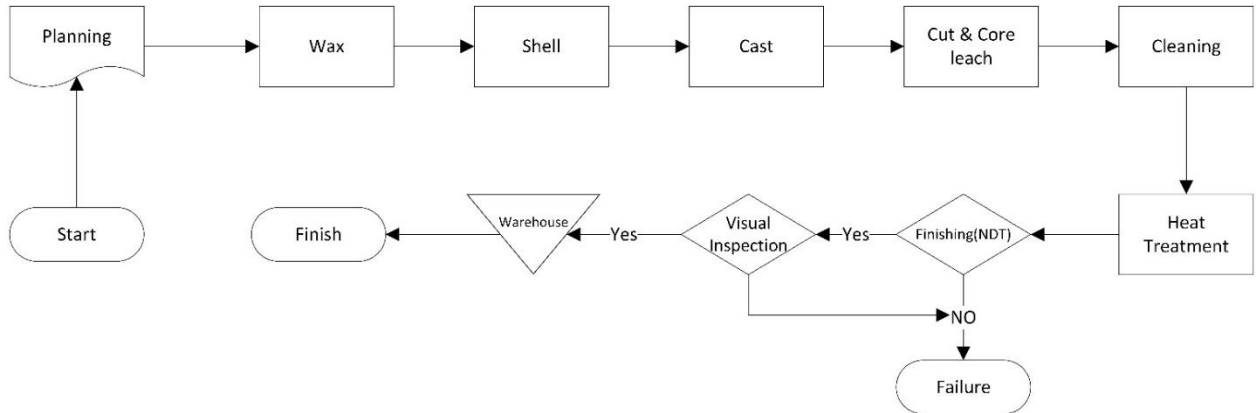 Planning
Wax
Shell
Cast
Cut & Core
leach
Cleaning
Start
Finish
Warehouse
Yes
Visual
Inspection
Yes
Finishing(NDT)
Heat
Treatment
NO
Failure